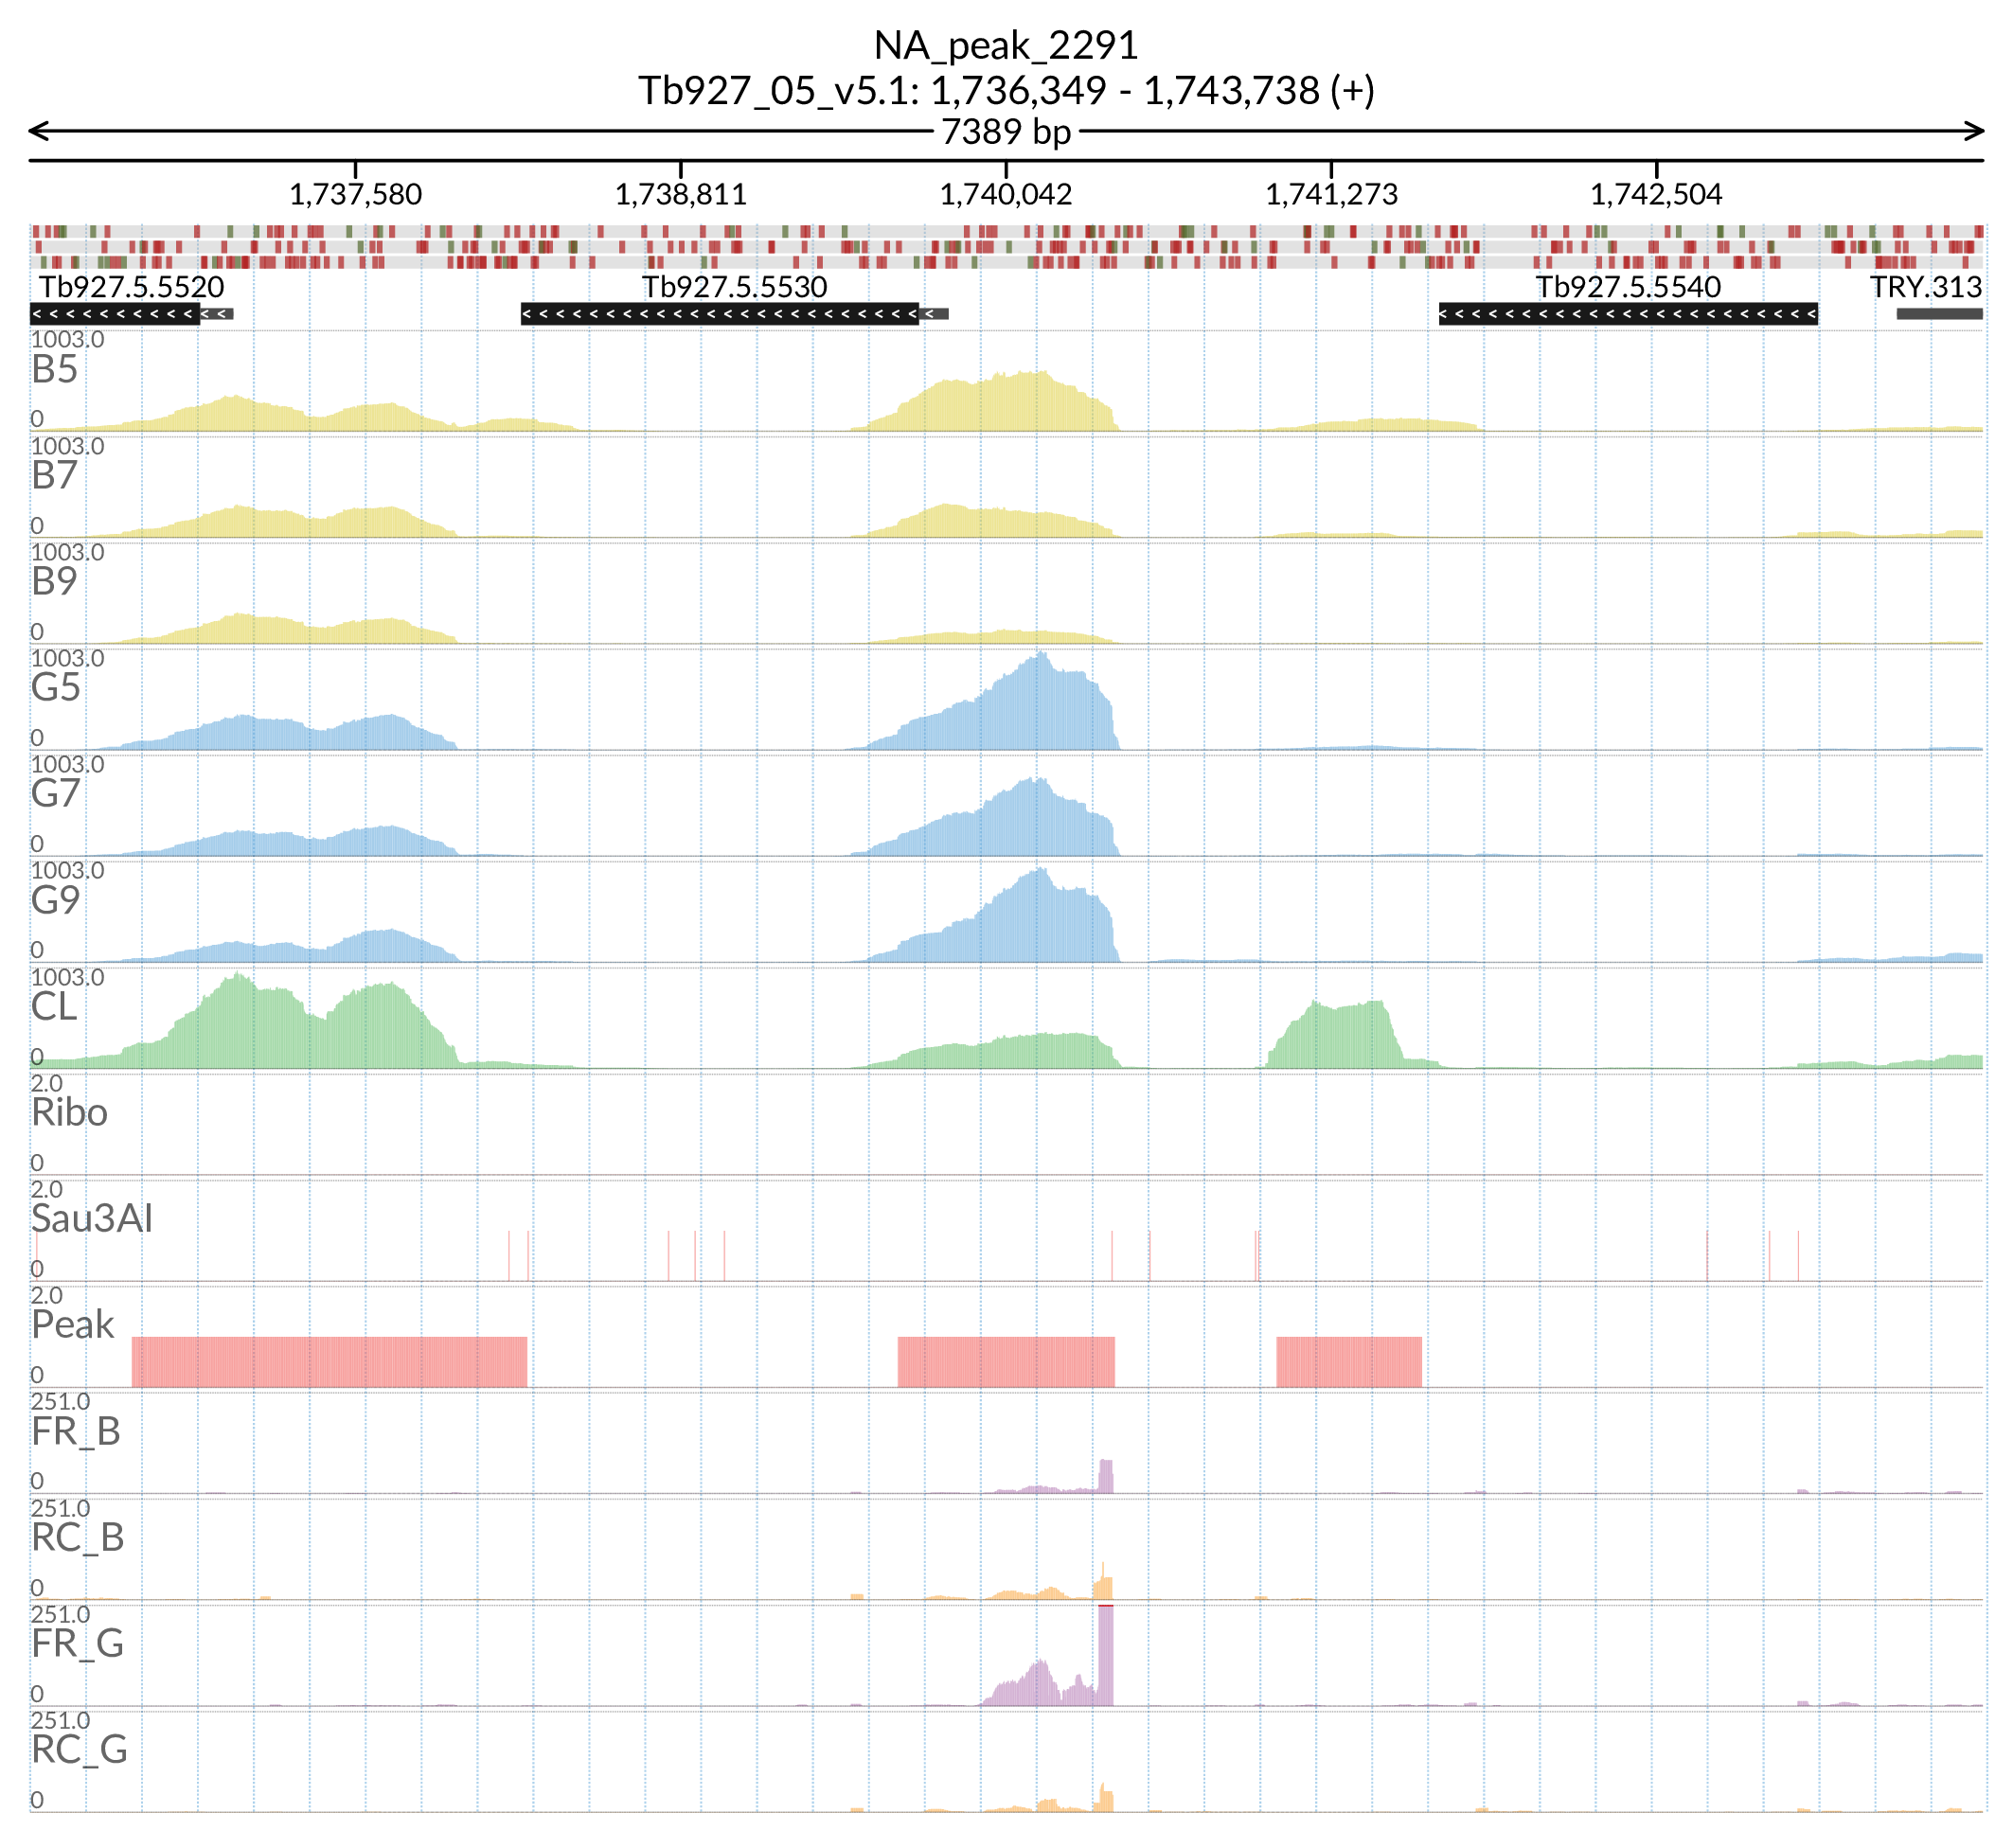 NA_peak_2291
Tb927_05_v5.1: 1,736,349 - 1,743,738 (+)
7389 bp
1,737,580 1,738,811 1,740,042 1,741,273 1,742,504
Tb927.5.5520 Tb927.5.5530 Tb927.5.5540 TRY.313
1003.0
B5
0
1003.0
B7
0
1003.0
B9
0
1003.0
G5
0
1003.0
G7
0
1003.0
G9
0
1003.0
CL
0
2.0
Ribo
0
2.0
Sau3AI
0
2.0
Peak
0
251.0
FR_B
0
251.0
RC_B
0
251.0
FR_G
0
251.0
RC_G
0